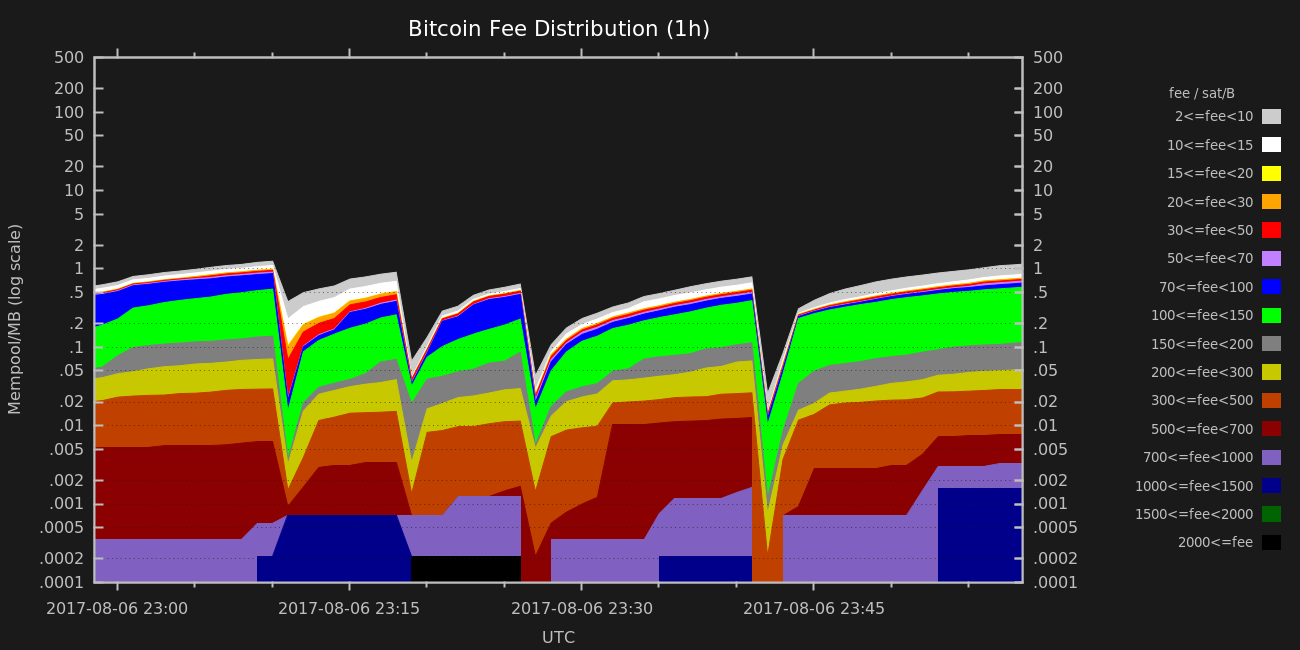 Bitcoin Fee Distribution (1h)
Mempool/MB (log scale)
500
200
100
50
20
10
5
2
1
.5
.2
.1
.05
.02
.01
.005
.002
.001
.0005
.0002
.0001
500
200
100
50
20
10
5
2
1
.5
.2
.1
.05
.02
.01
.005
.002
.001
.0005
.0002
.0001
2017-08-06 23:00
2017-08-06 23:15
2017-08-06 23:30
2017-08-06 23:45
UTC
fee / sat/B
2<=fee<10
10<=fee<15
15<=fee<20
20<=fee<30
30<=fee<50
50<=fee<70
70<=fee<100
100<=fee<150
150<=fee<200
200<=fee<300
300<=fee<500
500<=fee<700
700<=fee<1000
1000<=fee<1500
1500<=fee<2000
2000<=fee